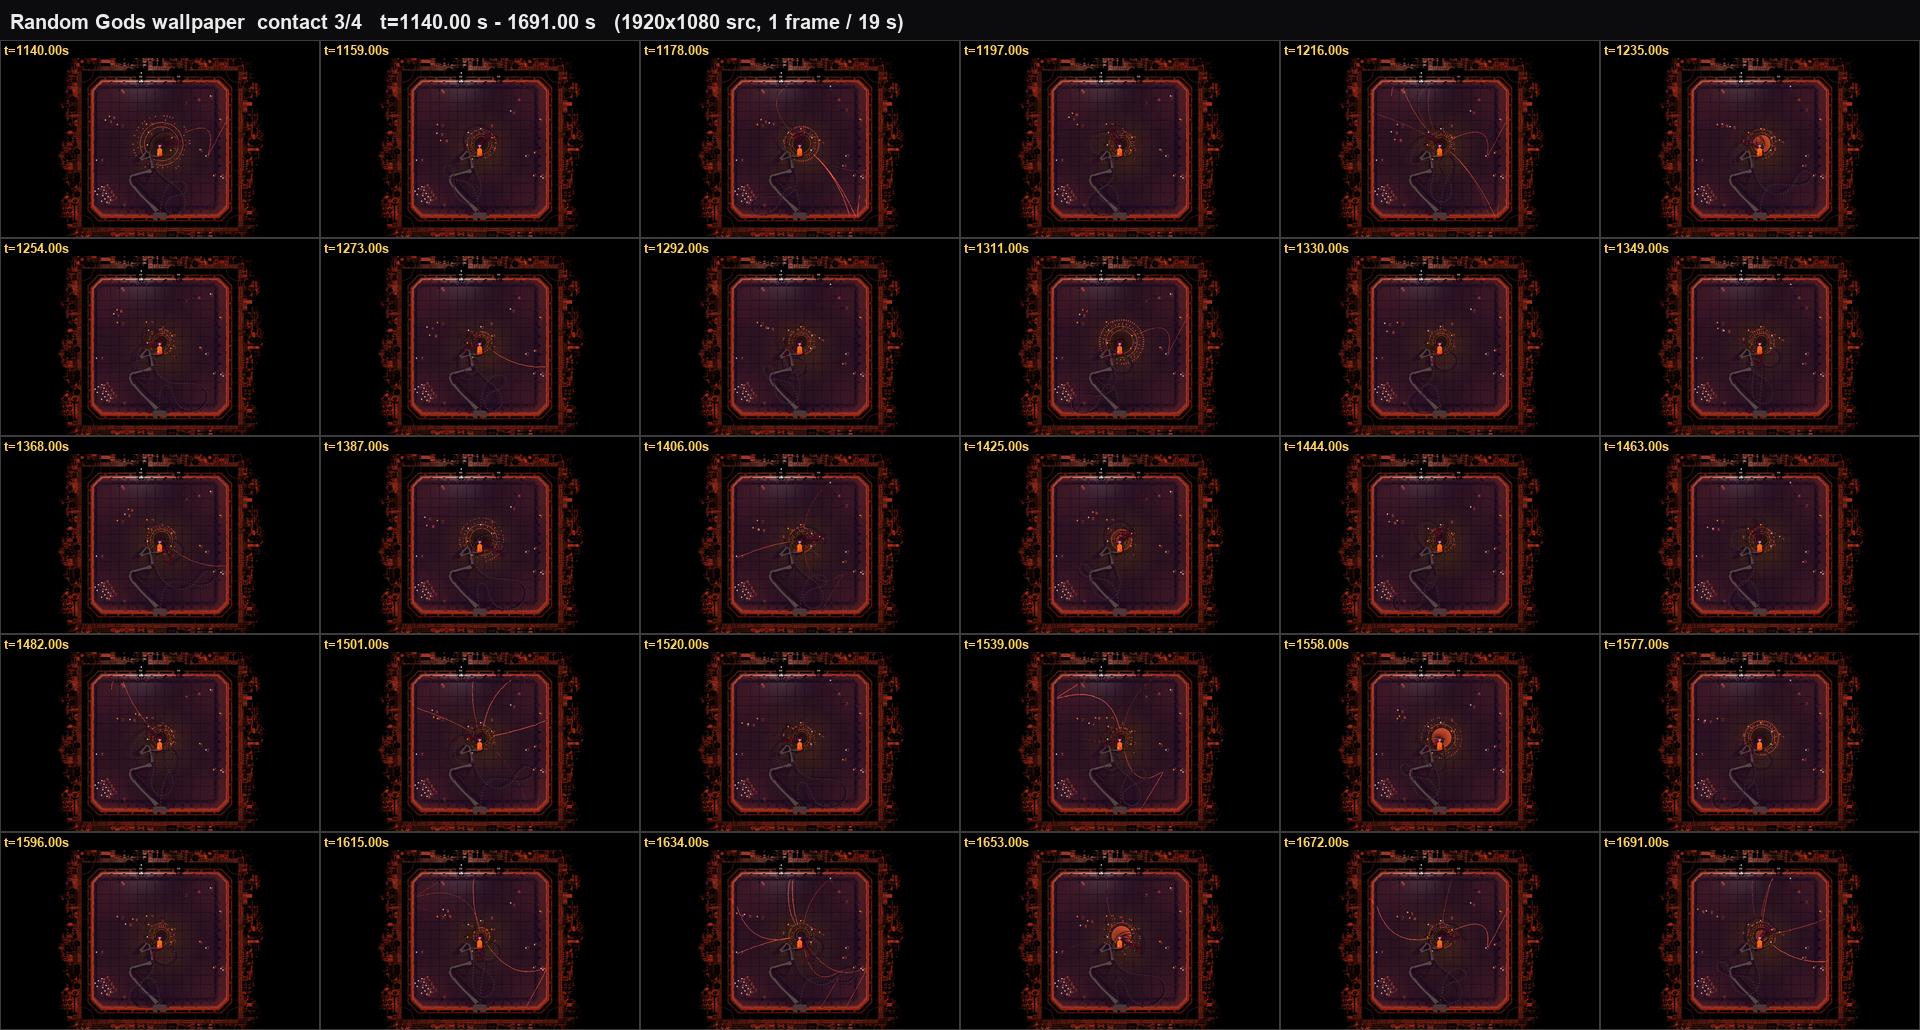 Random Gods wallpaper contact 3/4 t=1140.00 s - 1691.00 s (1920x1080 src, 1 frame / 19 s)
t=1140.00s t=1159.00s t=1178.00s t=1197.00s t=1216.00s t=1235.00s
t=1254.00s t=1273.00s t=1292.00s t=1311.00s t=1330.00s t=1349.00s
t=1368.00s t=1387.00s t=1406.00s t=1425.00s t=1444.00s t=1463.00s
t=1482.00s t=1501.00s t=1520.00s t=1539.00s t=1558.00s t=1577.00s
t=1596.00s t=1615.00s t=1634.00s t=1653.00s t=1672.00s t=1691.00s